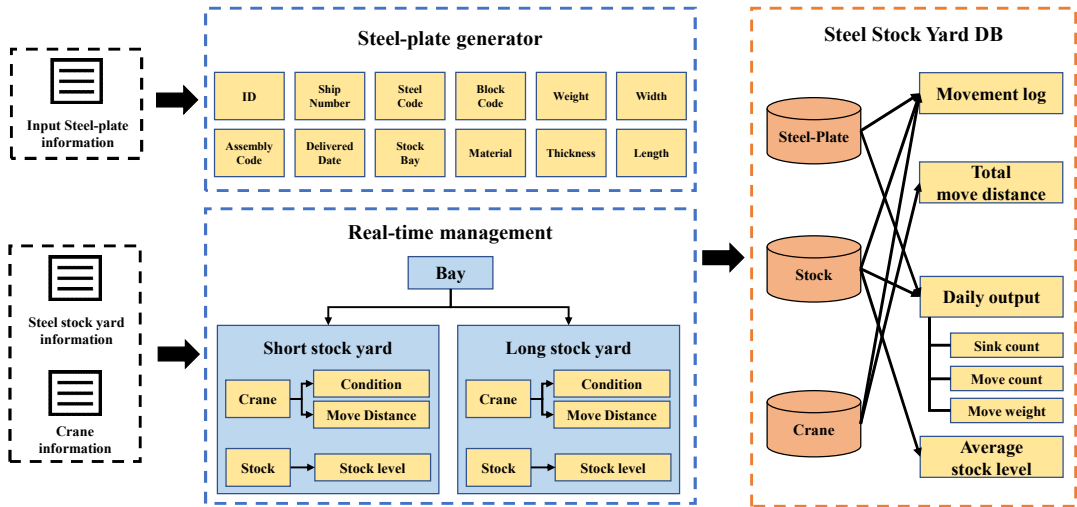 Input Steel-plate
information
Steel stock yard
information
Crane
information
Steel-plate generator
ID
Ship
Number
Steel
Code
Block
Code
Weight
Width
Assembly
Code
Delivered
Date
Stock
Bay
Material
Thickness
Length
Real-time management
Bay
Short stock yard
Crane
Condition
Move Distance
Stock
Stock level
Long stock yard
Crane
Condition
Move Distance
Stock
Stock level
Steel Stock Yard DB
Steel-Plate
Stock
Crane
Movement log
Total
move distance
Daily output
Sink count
Move count
Move weight
Average
stock level